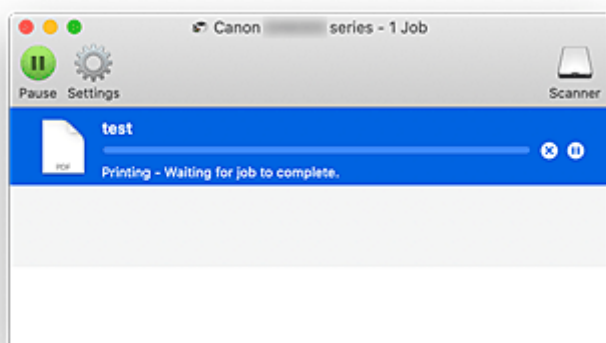 Canon series - 1 Job
Pause Settings Scanner
test
PDF
Printing - Waiting for job to complete.